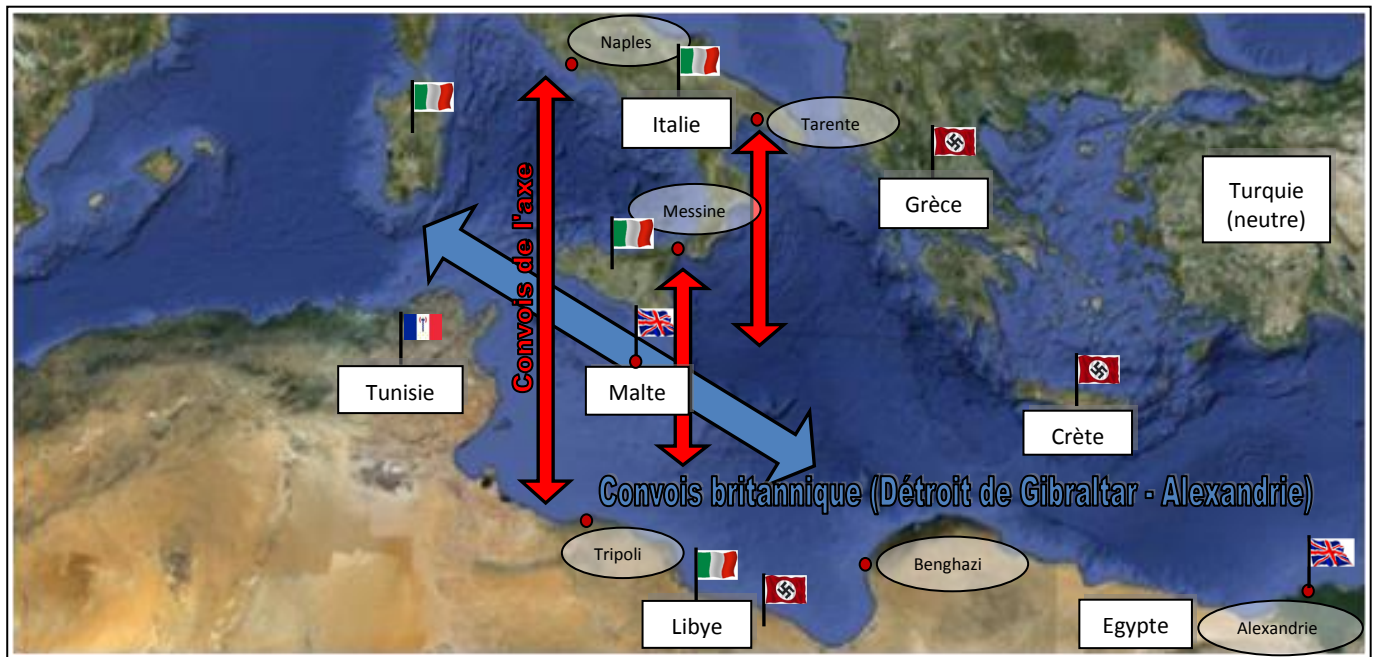 Naples
Italie
Tarente
Grèce
Turquie
(neutre)
Messine
Convois de l'axe
Tunisie
Malte
Crète
Convois britannique (Détroit de Gibraltar - Alexandrie)
Tripoli
Benghazi
Libye
Egypte
Alexandrie